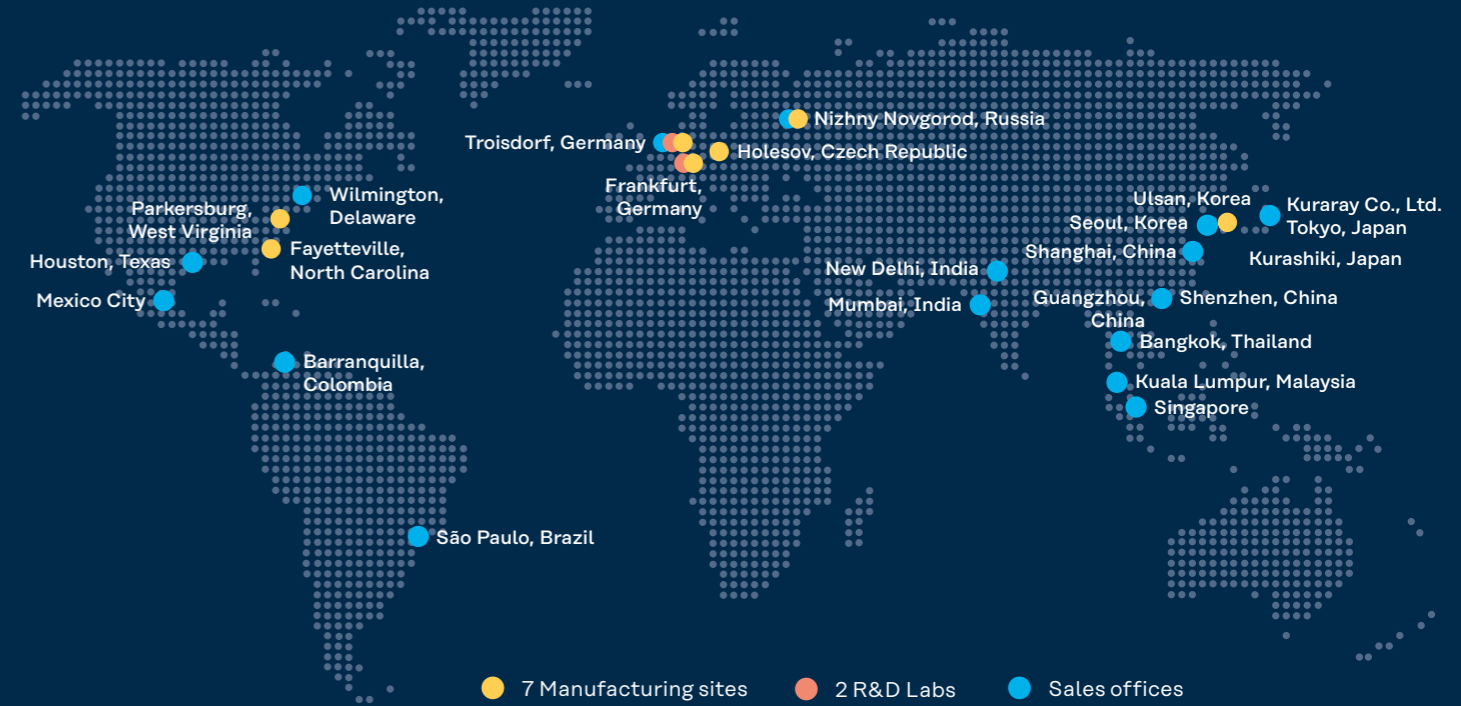 Nizhny Novgorod, Russia
Troisdorf, Germany
Holesov, Czech Republic
Frankfurt,
Germany
Wilmington,
Delaware
Parkersburg,
West Virginia
Fayetteville,
North Carolina
Houston, Texas
Mexico City
Barranquilla,
Colombia
São Paulo, Brazil
Ulsan, Korea
Seoul, Korea
Kuraray Co., Ltd.
Tokyo, Japan
Shanghai, China
Kurashiki, Japan
New Delhi, India
Mumbai, India
Guangzhou,
China
Shenzhen, China
Bangkok, Thailand
Kuala Lumpur, Malaysia
Singapore
7 Manufacturing sites
2 R&D Labs
Sales offices